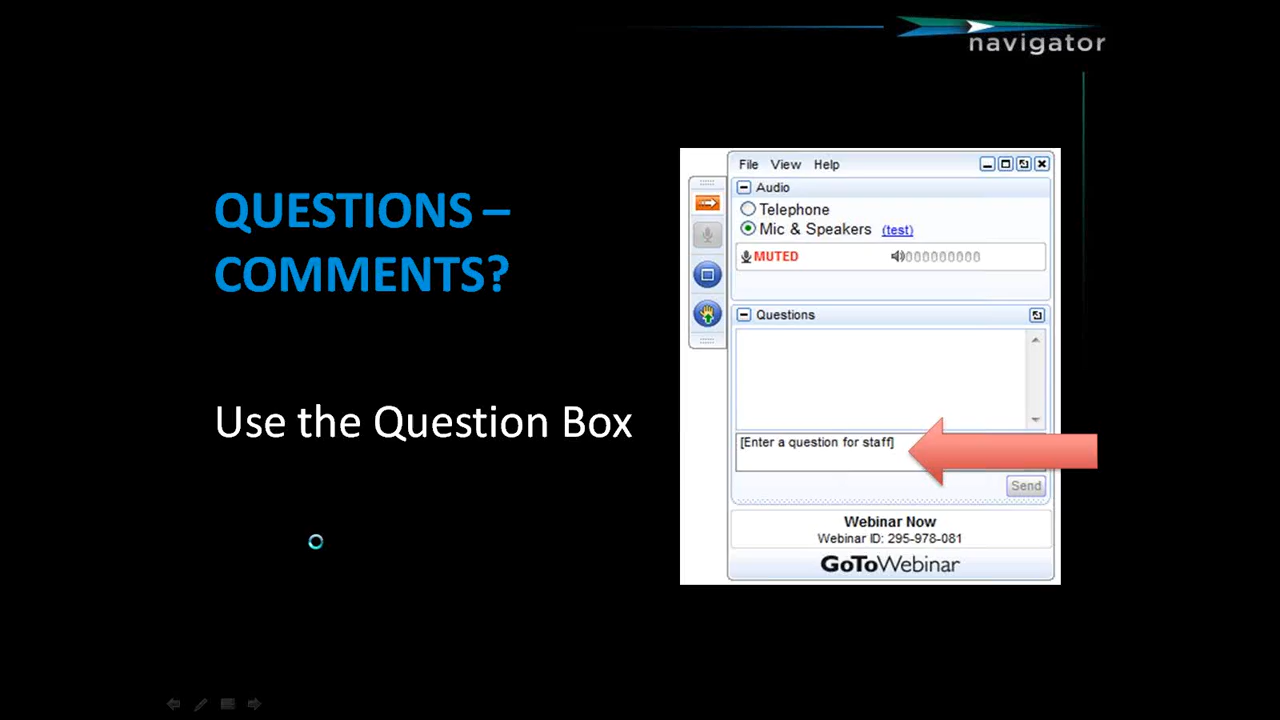 navigator
QUESTIONS –
COMMENTS?
Use the Question Box
File View Help
Audio
Telephone
Mic & Speakers (test)
MUTED
Questions
[Enter a question for staff]
Send
Webinar Now
Webinar ID: 295-978-081
GoToWebinar